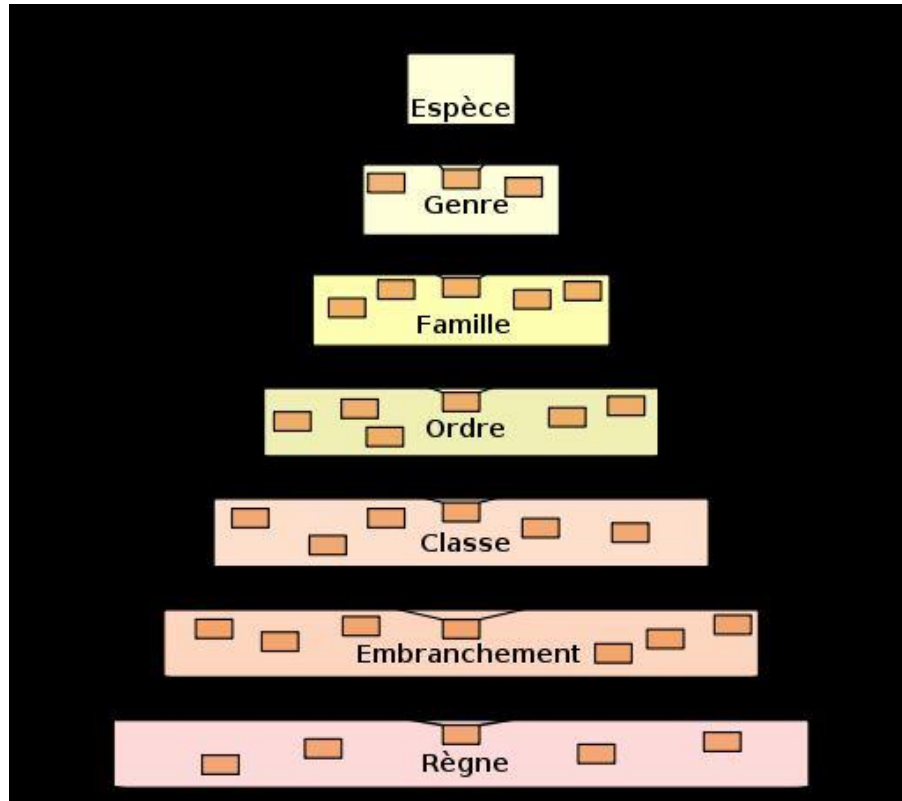 Espèce
Genre
Famille
Ordre
Classe
Embranchement
Règne